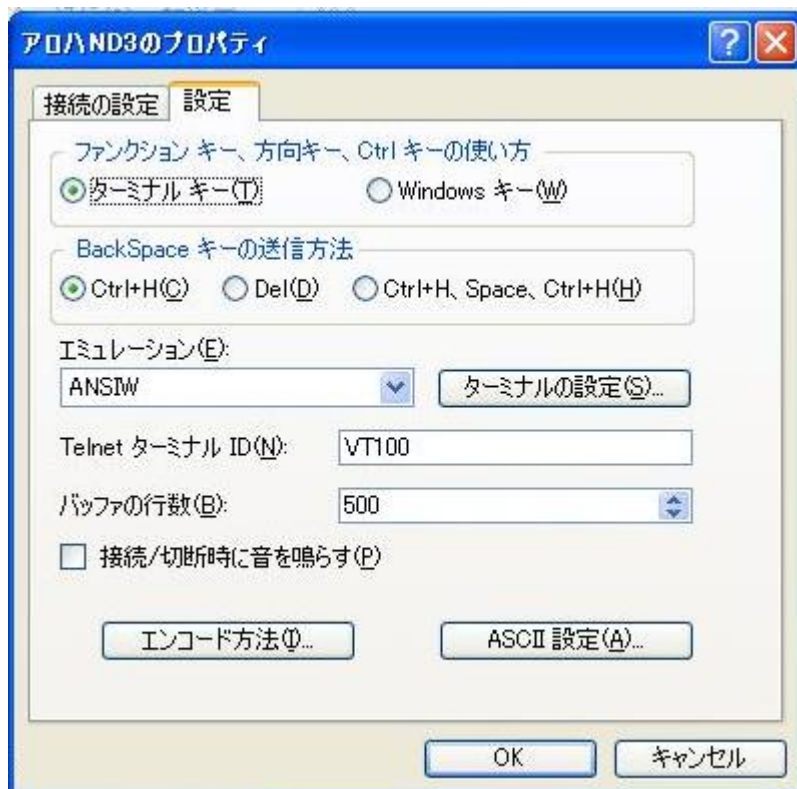 アロハND3のプロパティ
接続の設定 設定
ファンクション キー、方向キー、Ctrl キーの使い方
ターミナル キー(T) Windows キー(W)
BackSpace キーの送信方法
Ctrl+H(C) Del(D) Ctrl+H、Space、Ctrl+H(H)
エミュレーション(E):
ANSIW ターミナルの設定(S)...
Telnet ターミナル ID(N): VT100
バッファの行数(B): 500
接続/切断時に音を鳴らす(P)
エンコード方法(I)... ASCII 設定(A)...
OK キャンセル